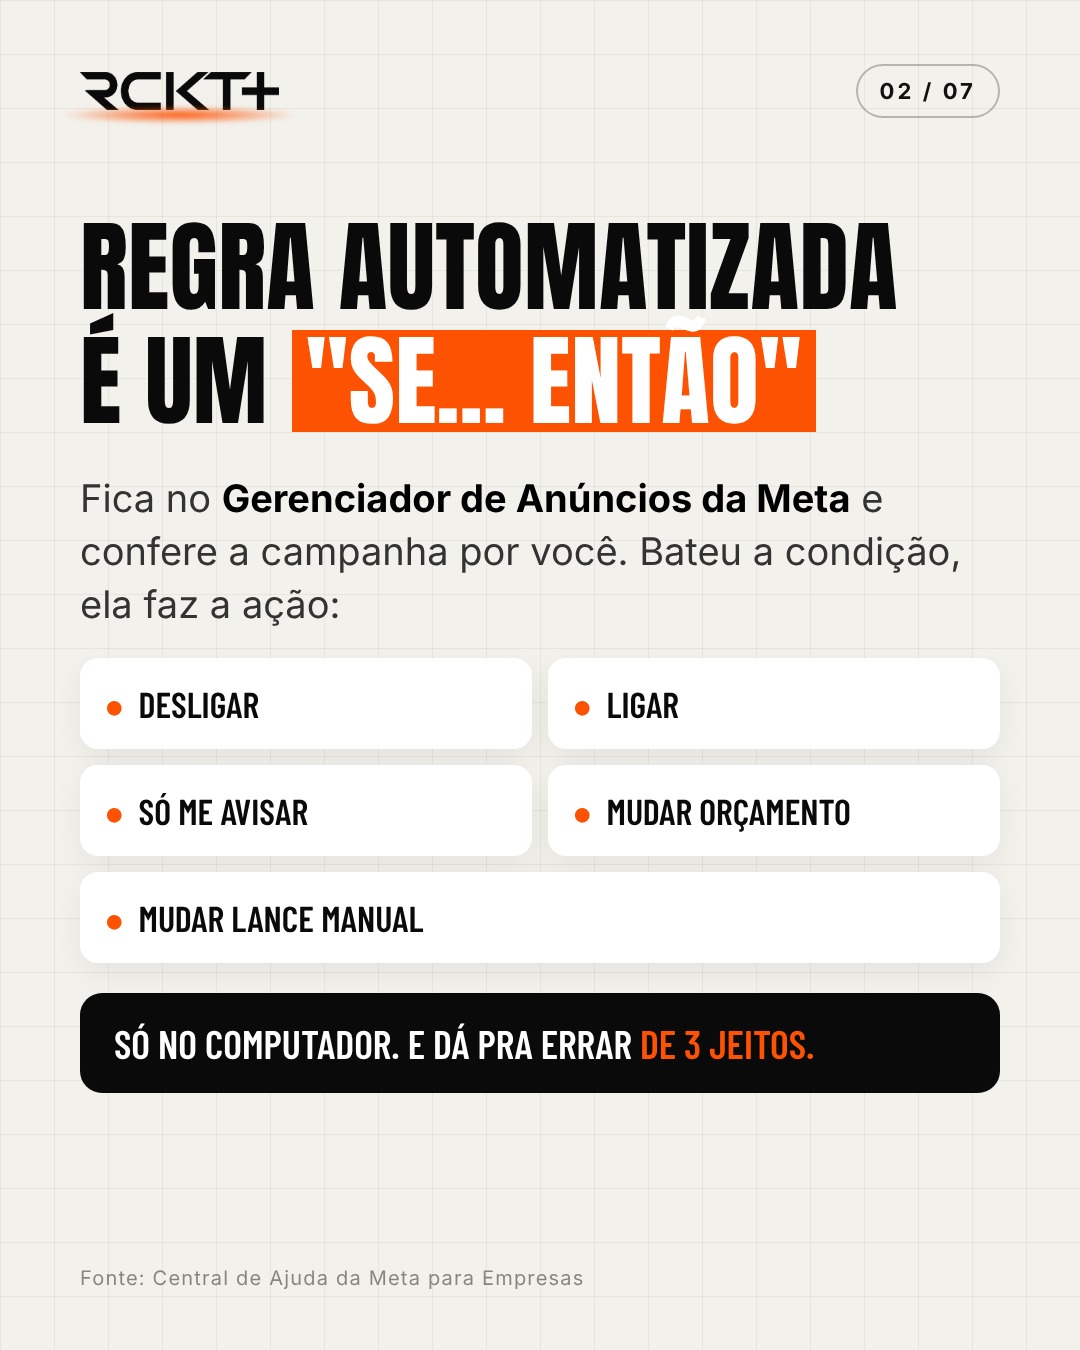 RCKT+
02 / 07
REGRA AUTOMATIZADA
É UM "SE... ENTÃO"
Fica no Gerenciador de Anúncios da Meta e
confere a campanha por você. Bateu a condição,
ela faz a ação:
DESLIGAR
LIGAR
SÓ ME AVISAR
MUDAR ORÇAMENTO
MUDAR LANCE MANUAL
SÓ NO COMPUTADOR. E DÁ PRA ERRAR DE 3 JEITOS.
Fonte: Central de Ajuda da Meta para Empresas